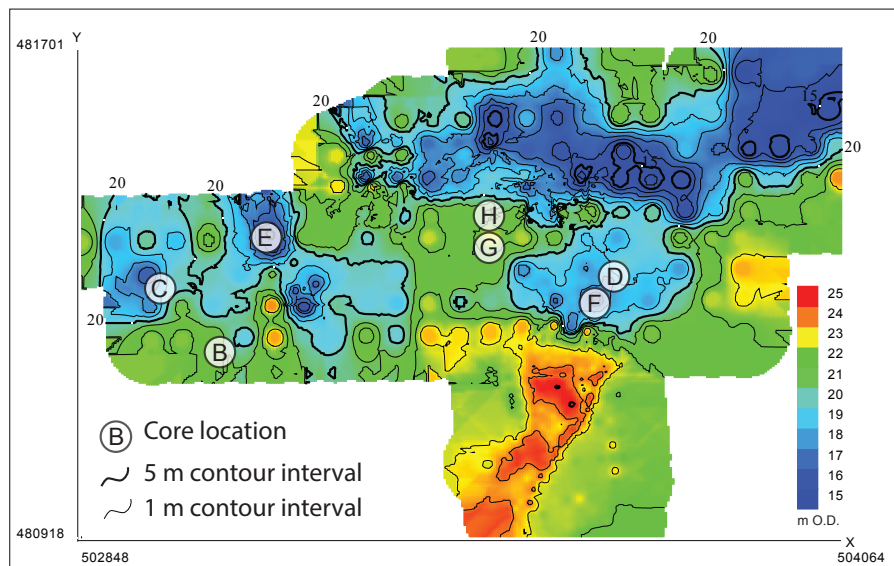 481701
Y
20
20
20
15
20
20
20
15
H
E
G
D
C
F
20
B
25
24
23
22
21
20
19
18
17
16
15
m O.D.
B Core location
5 m contour interval
1 m contour interval
480918
X
502848
504064